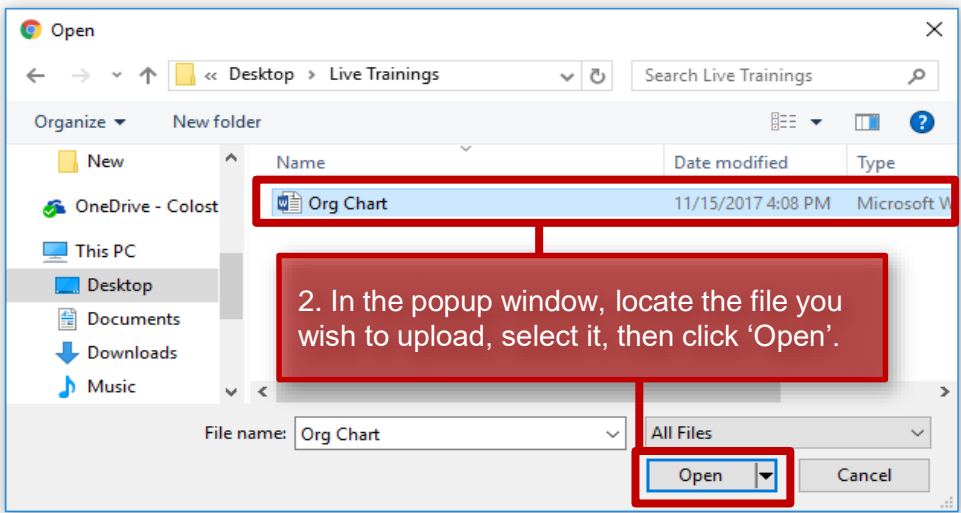 Open
« Desktop > Live Trainings
Search Live Trainings
Organize
New folder
Name
Date modified
Type
New
OneDrive - Colost
This PC
Desktop
Documents
Downloads
Music
Org Chart
11/15/2017 4:08 PM
Microsoft W
2. In the popup window, locate the file you
wish to upload, select it, then click ‘Open’.
File name:
Org Chart
All Files
Open
Cancel